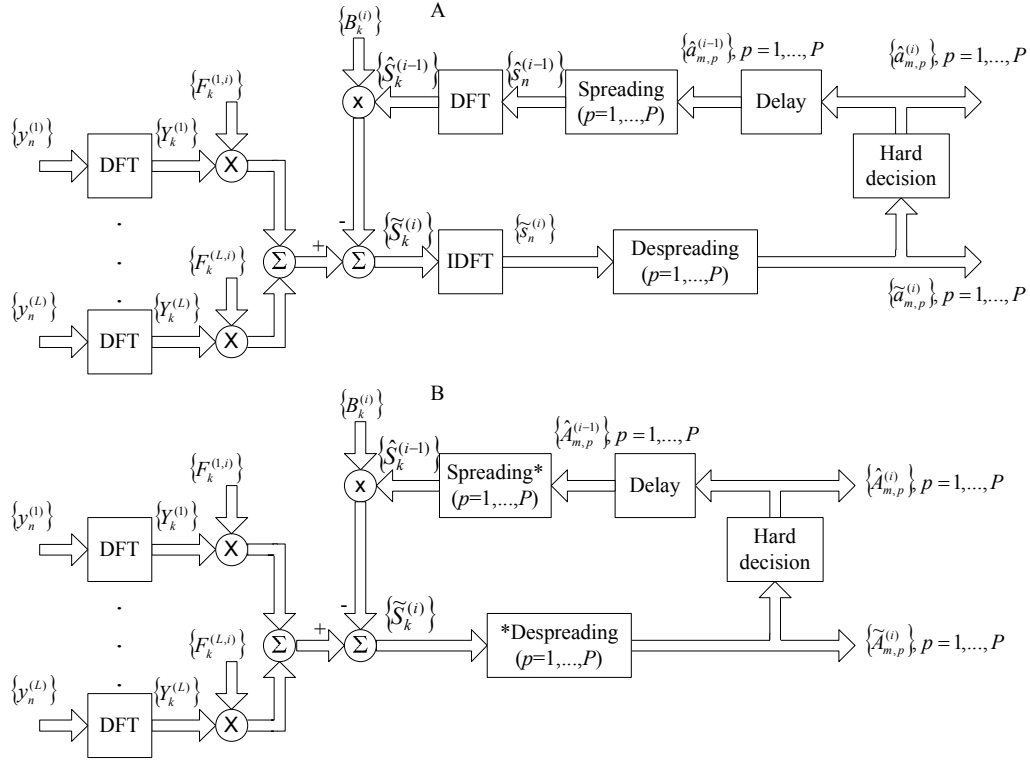 A
{B_k^{(i)}}
{Ŝ_k^{(i-1)}}
{ŝ_n^{(i-1)}}
{â_{m,p}^{(i-1)}}, p = 1,..., P
{â_{m,p}^{(i)}}, p = 1,..., P
{F_k^{(1,i)}}
x
DFT
Spreading
(p=1,...,P)
Delay
{y_n^{(1)}}
{Y_k^{(1)}}
DFT
X
Hard
decision
-
{S̃_k^{(i)}}
{s̃_n^{(i)}}
+
Σ
Σ
IDFT
Despreading
(p=1,...,P)
{F_k^{(L,i)}}
{ã_{m,p}^{(i)}}, p = 1,..., P
{y_n^{(L)}}
{Y_k^{(L)}}
DFT
X
B
{B_k^{(i)}}
{Ŝ_k^{(i-1)}}
{Â_{m,p}^{(i-1)}}, p = 1,..., P
{F_k^{(1,i)}}
x
Spreading*
(p=1,...,P)
Delay
{Â_{m,p}^{(i)}}, p = 1,..., P
{y_n^{(1)}}
{Y_k^{(1)}}
DFT
X
Hard
decision
-
{S̃_k^{(i)}}
+
Σ
Σ
*Despreading
(p=1,...,P)
{Ã_{m,p}^{(i)}}, p = 1,..., P
{F_k^{(L,i)}}
{y_n^{(L)}}
{Y_k^{(L)}}
DFT
X